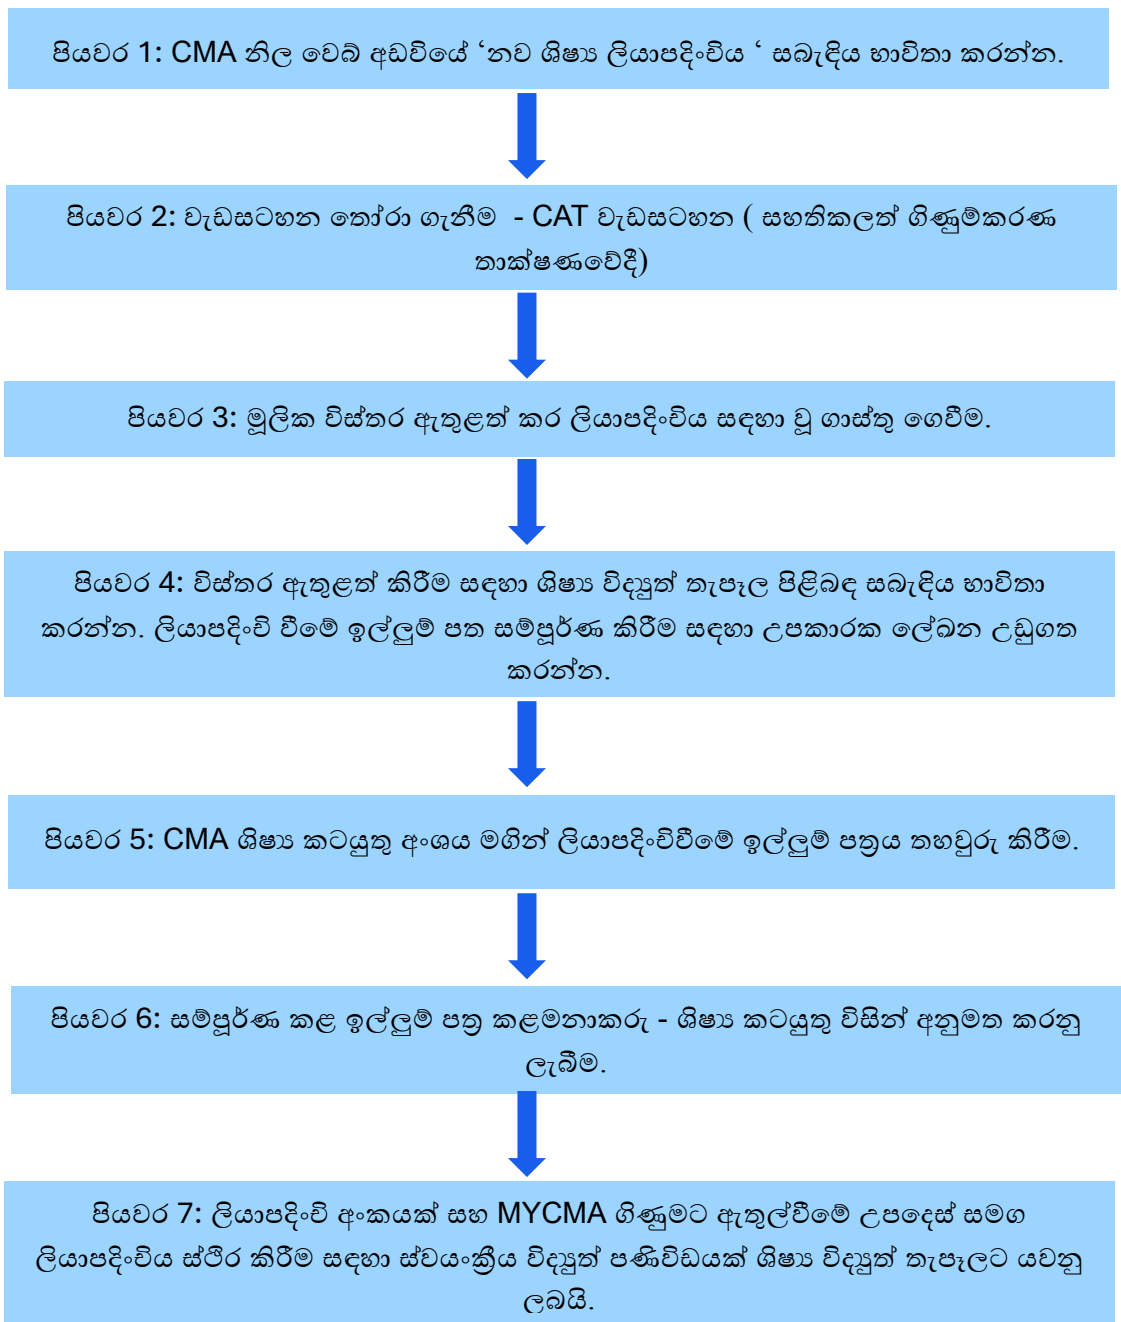 පියවර 1: CMA නිල වෙබ් අඩවියේ ‘නව ශිෂ්‍ය ලියාපදිංචිය ‘ සබැඳිය භාවිතා කරන්න.
පියවර 2: වැඩසටහන තෝරා ගැනීම - CAT වැඩසටහන ( සහතිකලත් ගිණුම්කරණ
තාක්ෂණවේදී)
පියවර 3: මූලික විස්තර ඇතුළත් කර ලියාපදිංචිය සඳහා වූ ගාස්තු ගෙවීම.
පියවර 4: විස්තර ඇතුළත් කිරීම සඳහා ශිෂ්‍ය විද්‍යුත් තැපෑල පිළිබඳ සබැඳිය භාවිතා
කරන්න. ලියාපදිංචි වීමේ ඉල්ලුම් පත සම්පූර්ණ කිරීම සඳහා උපකාරක ලේඛන උඩුගත
කරන්න.
පියවර 5: CMA ශිෂ්‍ය කටයුතු අංශය මගින් ලියාපදිංචිවීමේ ඉල්ලුම් පත්‍රය තහවුරු කිරීම.
පියවර 6: සම්පූර්ණ කළ ඉල්ලුම් පත්‍ර කළමනාකරු - ශිෂ්‍ය කටයුතු විසින් අනුමත කරනු
ලැබීම.
පියවර 7: ලියාපදිංචි අංකයක් සහ MYCMA ගිණුමට ඇතුල්වීමේ උපදෙස් සමග
ලියාපදිංචිය ස්ථිර කිරීම සඳහා ස්වයංක්‍රීය විද්‍යුත් පණිවිඩයක් ශිෂ්‍ය විද්‍යුත් තැපෑලට යවනු
ලබයි.